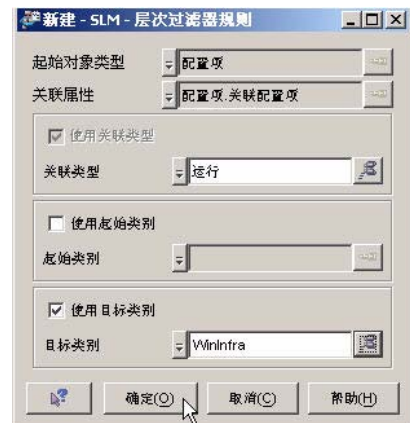 新建 - SLM - 层次过滤器规则
起始对象类型 配置项
关联属性 配置项.关联配置项
使用关联类型
关联类型 运行
使用起始类别
起始类别
使用目标类别
目标类别 WinInfra
确定(O) 取消(C) 帮助(H)